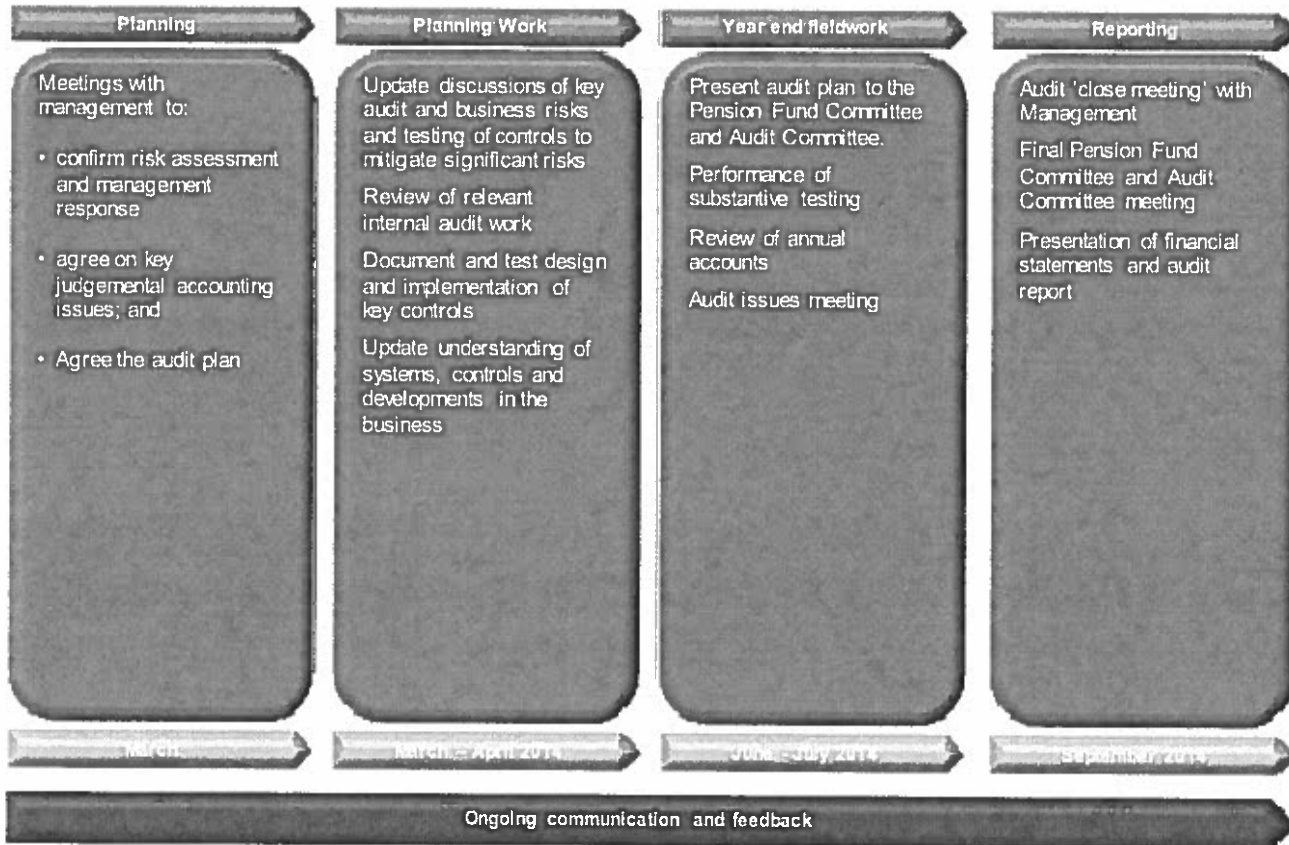 Planning
Meetings with
management to:
• confirm risk assessment
and management
response
• agree on key
judgemental accounting
issues; and
• Agree the audit plan
March
Planning Work
Update discussions of key
audit and business risks
and testing of controls to
mitigate significant risks
Review of relevant
internal audit work
Document and test design
and implementation of
key controls
Update understanding of
systems, controls and
developments in the
business
March – April 2014
Year end fieldwork
Present audit plan to the
Pension Fund Committee
and Audit Committee.
Performance of
substantive testing
Review of annual
accounts
Audit issues meeting
June - July 2014
Reporting
Audit 'close meeting' with
Management
Final Pension Fund
Committee and Audit
Committee meeting
Presentation of financial
statements and audit
report
September 2014
Ongoing communication and feedback